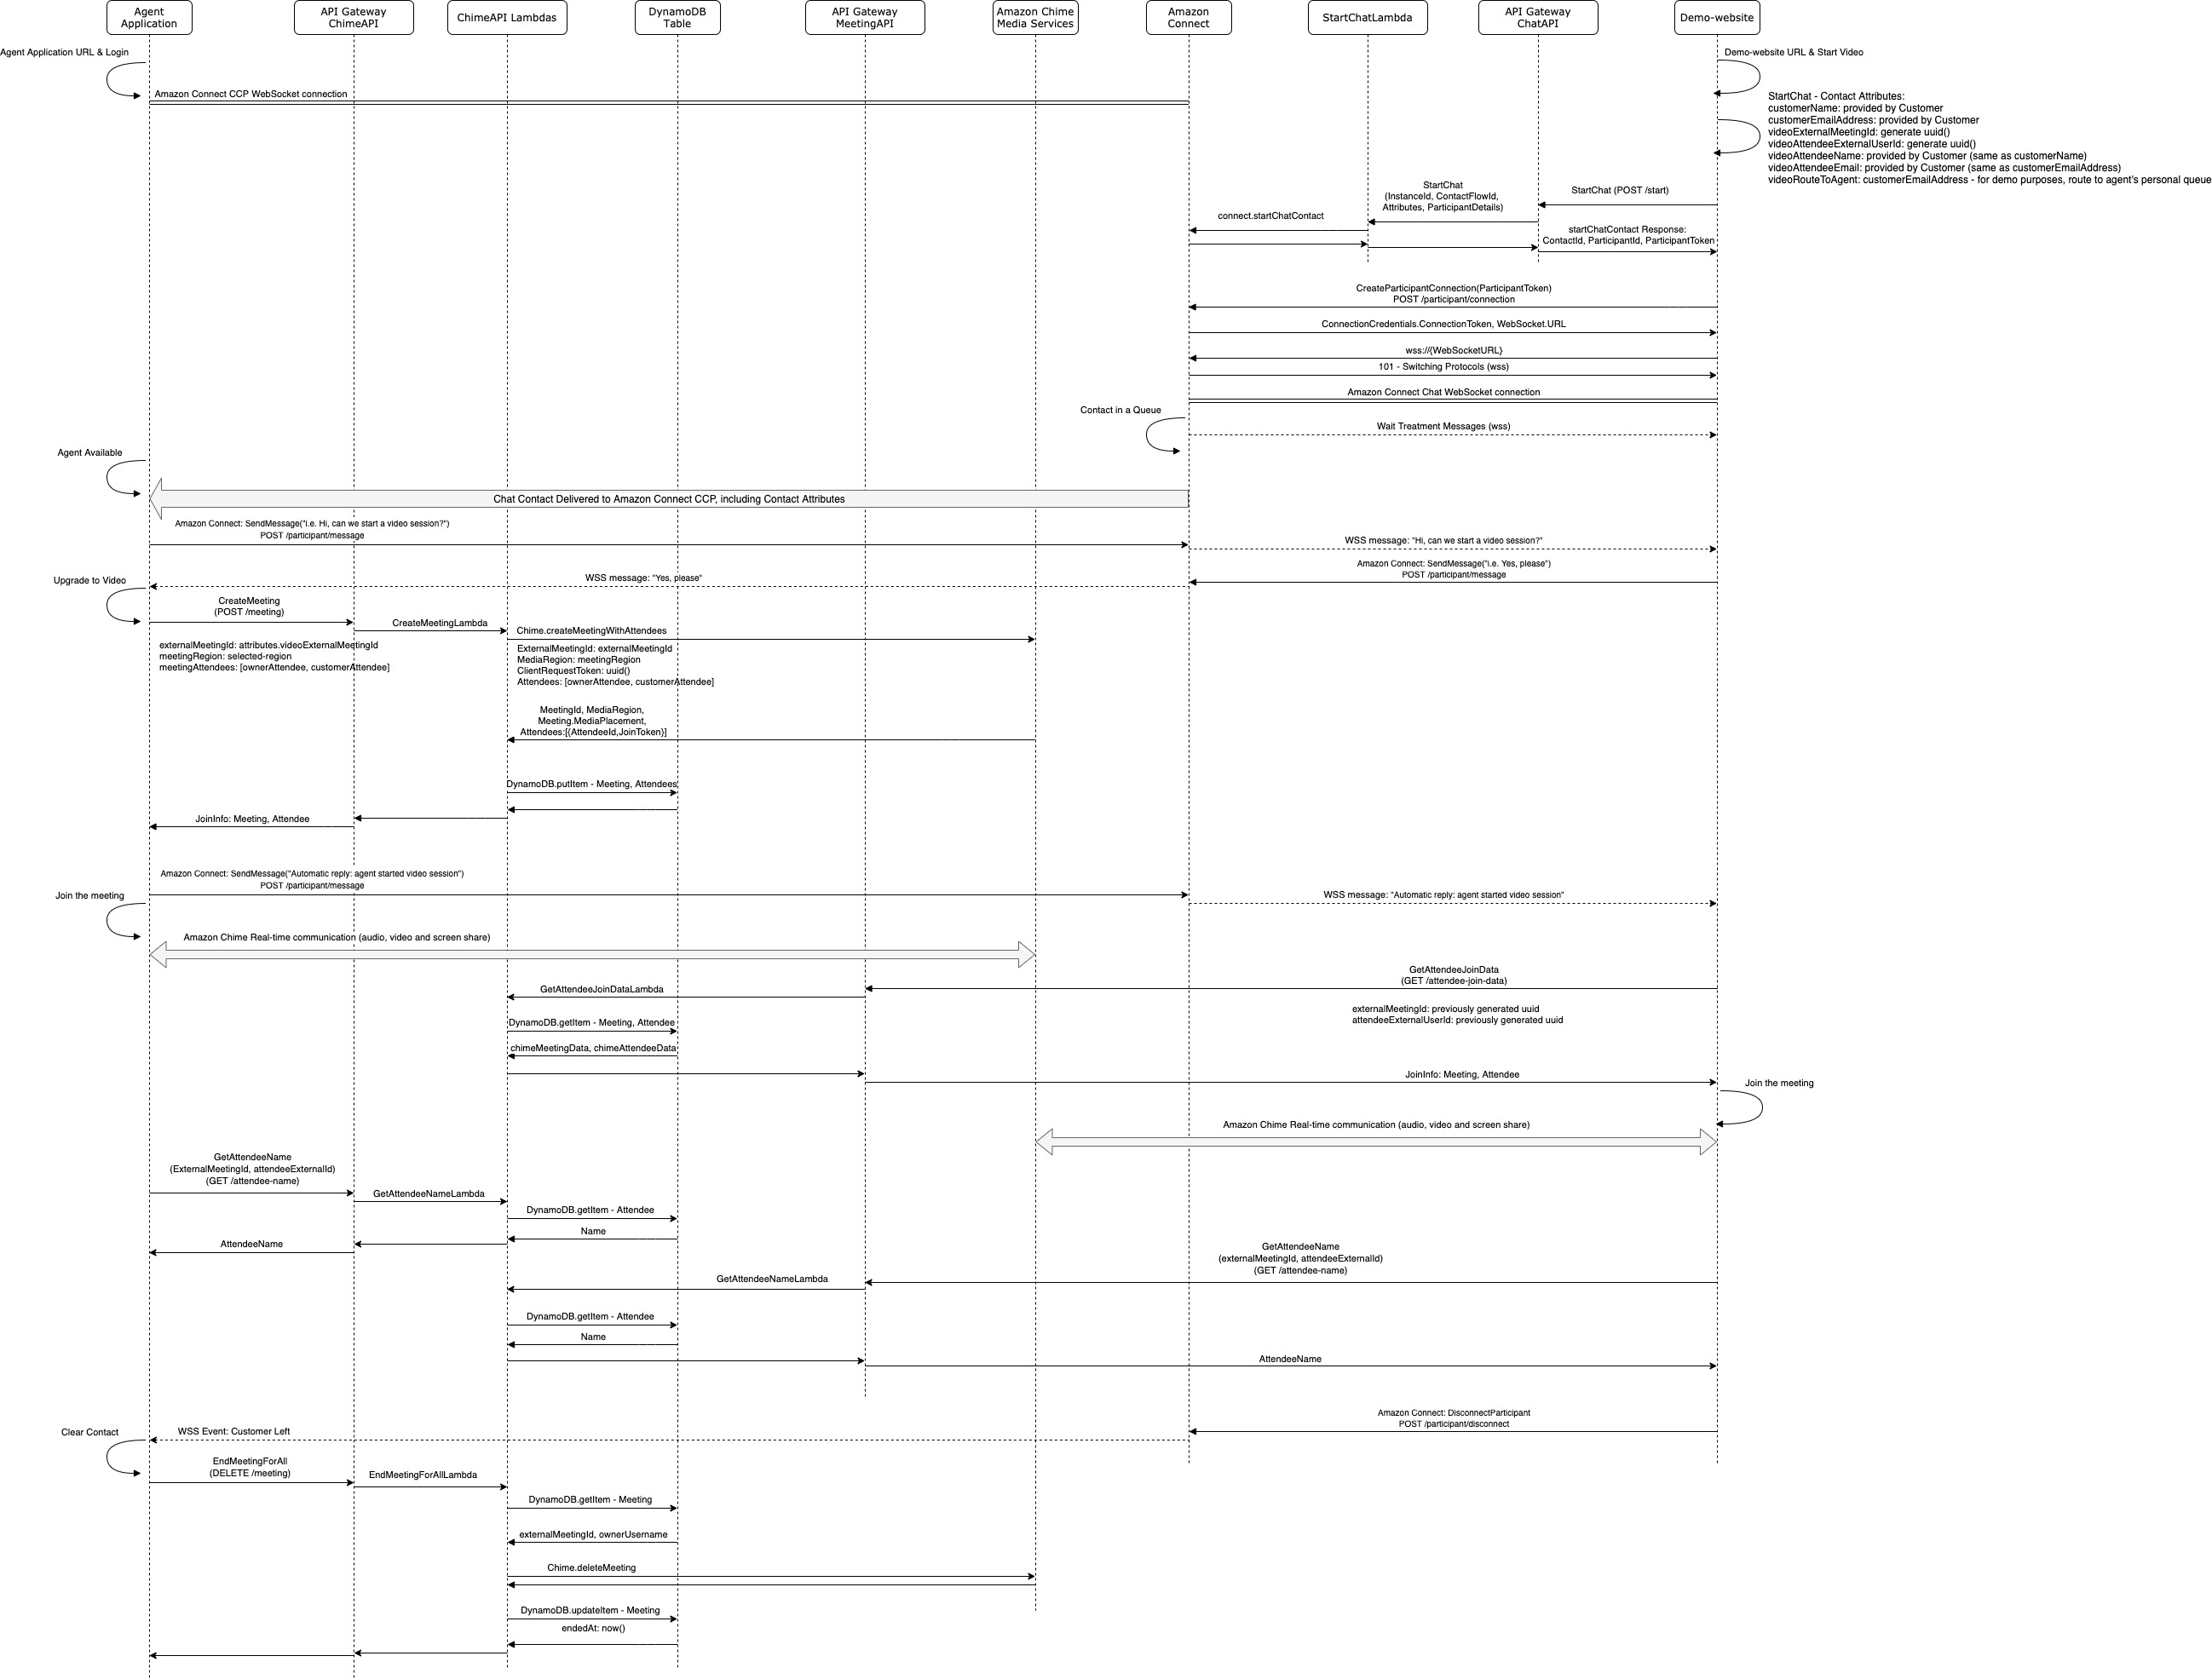 Agent
Application
API Gateway
ChimeAPI
ChimeAPI Lambdas
DynamoDB
Table
API Gateway
MeetingAPI
Amazon Chime
Media Services
Amazon
Connect
StartChatLambda
API Gateway
ChatAPI
Demo-website
Agent Application URL & Login
Demo-website URL & Start Video
Amazon Connect CCP WebSocket connection
StartChat - Contact Attributes:
customerName: provided by Customer
customerEmailAddress: provided by Customer
videoExternalMeetingId: generate uuid()
videoAttendeeExternalUserId: generate uuid()
videoAttendeeName: provided by Customer (same as customerName)
videoAttendeeEmail: provided by Customer (same as customerEmailAddress)
videoRouteToAgent: customerEmailAddress - for demo purposes, route to agent's personal queue
StartChat (POST /start)
StartChat
(InstanceId, ContactFlowId,
Attributes, ParticipantDetails)
connect.startChatContact
startChatContact Response:
ContactId, ParticipantId, ParticipantToken
CreateParticipantConnection(ParticipantToken)
POST /participant/connection
ConnectionCredentials.ConnectionToken, WebSocket.URL
wss://{WebSocketURL}
101 - Switching Protocols (wss)
Amazon Connect Chat WebSocket connection
Contact in a Queue
Wait Treatment Messages (wss)
Agent Available
Chat Contact Delivered to Amazon Connect CCP, including Contact Attributes
Amazon Connect: SendMessage("i.e. Hi, can we start a video session?")
POST /participant/message
WSS message: "Hi, can we start a video session?"
Amazon Connect: SendMessage("i.e. Yes, please")
POST /participant/message
WSS message: "Yes, please"
Upgrade to Video
CreateMeeting
(POST /meeting)
CreateMeetingLambda
Chime.createMeetingWithAttendees
externalMeetingId: attributes.videoExternalMeetingId
meetingRegion: selected-region
meetingAttendees: [ownerAttendee, customerAttendee]
ExternalMeetingId: externalMeetingId
MediaRegion: meetingRegion
ClientRequestToken: uuid()
Attendees: [ownerAttendee, customerAttendee]
MeetingId, MediaRegion,
Meeting.MediaPlacement,
Attendees:[{AttendeeId,JoinToken}]
DynamoDB.putItem - Meeting, Attendees
JoinInfo: Meeting, Attendee
Amazon Connect: SendMessage("Automatic reply: agent started video session")
POST /participant/message
Join the meeting
WSS message: "Automatic reply: agent started video session"
Amazon Chime Real-time communication (audio, video and screen share)
GetAttendeeJoinData
(GET /attendee-join-data)
GetAttendeeJoinDataLambda
externalMeetingId: previously generated uuid
attendeeExternalUserId: previously generated uuid
DynamoDB.getItem - Meeting, Attendee
chimeMeetingData, chimeAttendeeData
JoinInfo: Meeting, Attendee
Join the meeting
Amazon Chime Real-time communication (audio, video and screen share)
GetAttendeeName
(ExternalMeetingId, attendeeExternalId)
(GET /attendee-name)
GetAttendeeNameLambda
DynamoDB.getItem - Attendee
Name
AttendeeName
GetAttendeeName
(externalMeetingId, attendeeExternalId)
(GET /attendee-name)
GetAttendeeNameLambda
DynamoDB.getItem - Attendee
Name
AttendeeName
Amazon Connect: DisconnectParticipant
POST /participant/disconnect
Clear Contact
WSS Event: Customer Left
EndMeetingForAll
(DELETE /meeting)
EndMeetingForAllLambda
DynamoDB.getItem - Meeting
externalMeetingId, ownerUsername
Chime.deleteMeeting
DynamoDB.updateItem - Meeting
endedAt: now()